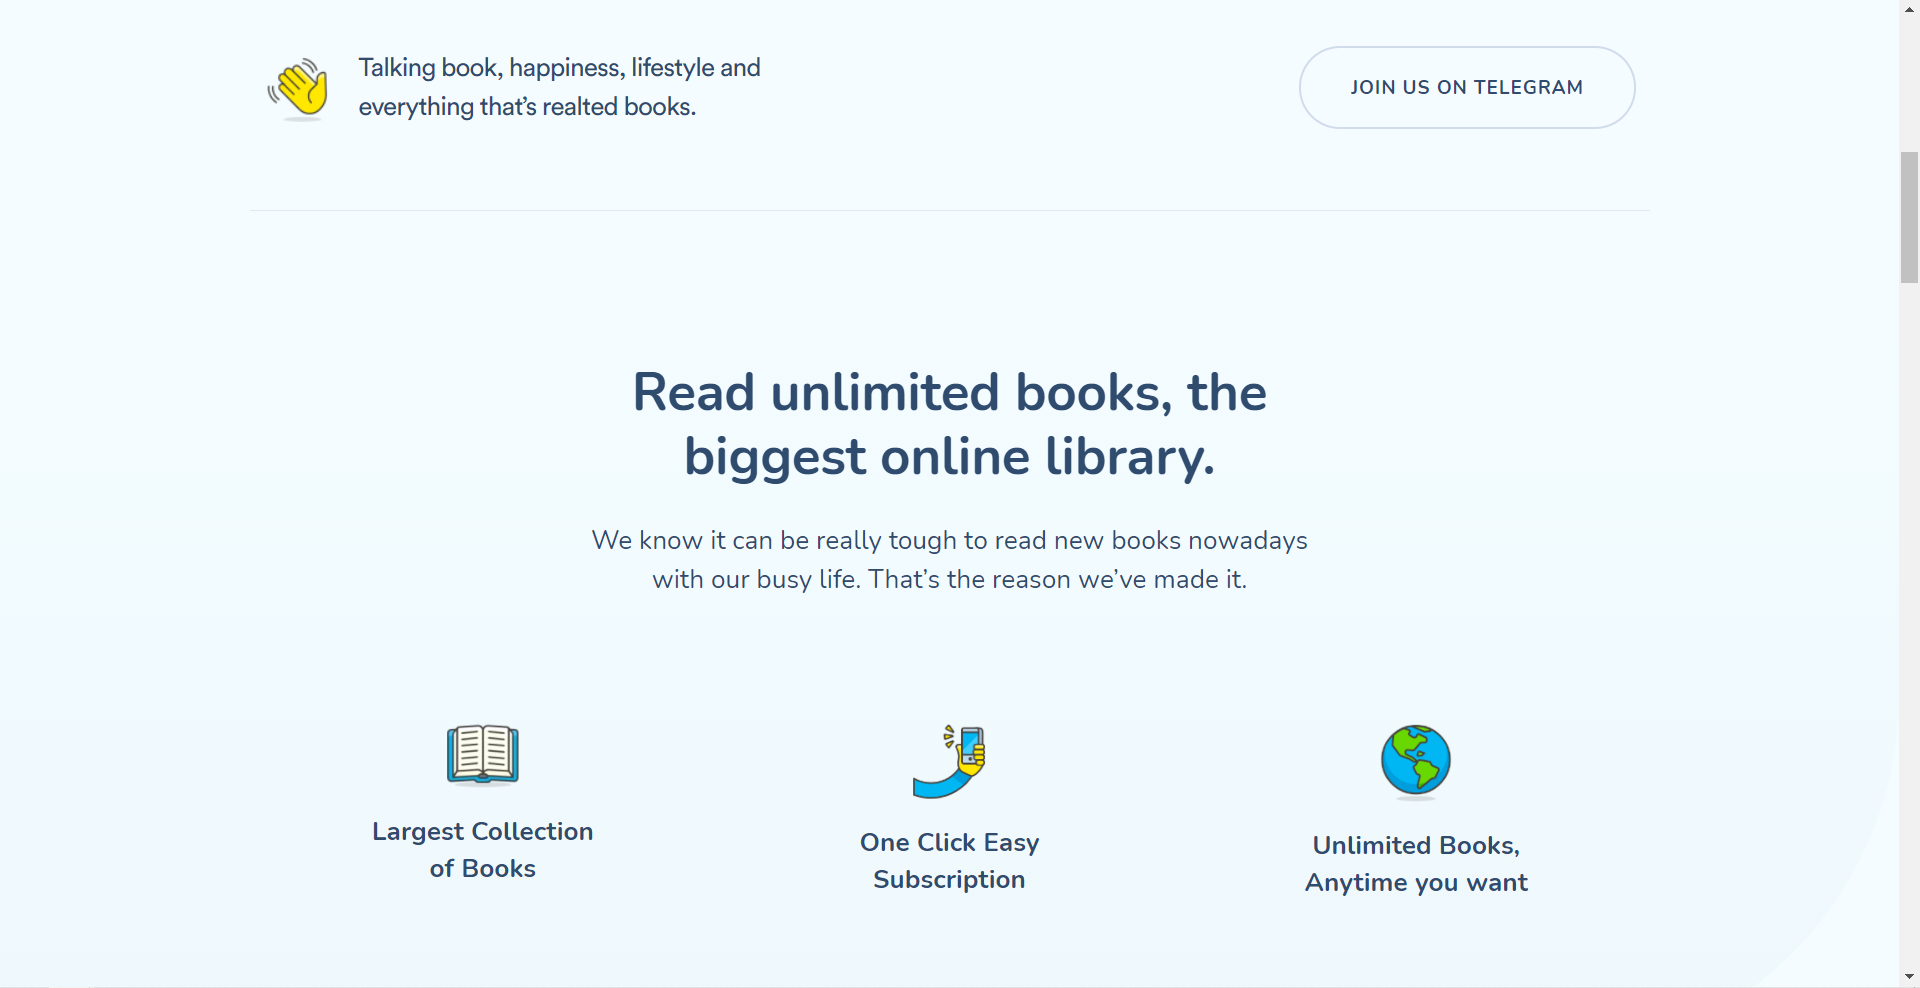 Talking book, happiness, lifestyle and
everything that’s realted books.
JOIN US ON TELEGRAM
Read unlimited books, the
biggest online library.
We know it can be really tough to read new books nowadays
with our busy life. That’s the reason we’ve made it.
Largest Collection
of Books
One Click Easy
Subscription
Unlimited Books,
Anytime you want